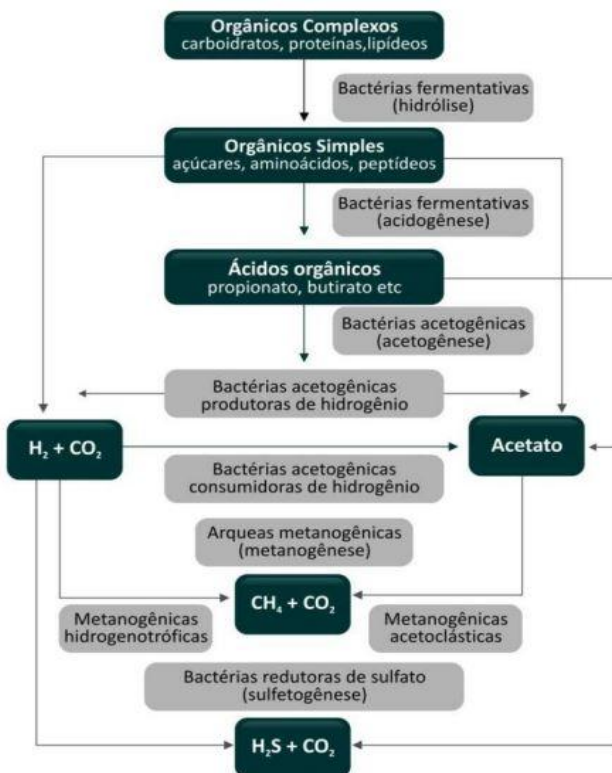 Orgânicos Complexos
carboidratos, proteínas,lipídeos
Bactérias fermentativas
(hidrólise)
Orgânicos Simples
açúcares, aminoácidos, peptídeos
Bactérias fermentativas
(acidogênese)
Ácidos orgânicos
propionato, butirato etc
Bactérias acetogênicas
(acetogênese)
Bactérias acetogênicas
produtoras de hidrogênio
H₂ + CO₂
Acetato
Bactérias acetogênicas
consumidoras de hidrogênio
Arqueas metanogênicas
(metanogênese)
CH₄ + CO₂
Metanogênicas
hidrogenotróficas
Metanogênicas
acetoclásticas
Bactérias redutoras de sulfato
(sulfetogênese)
H₂S + CO₂